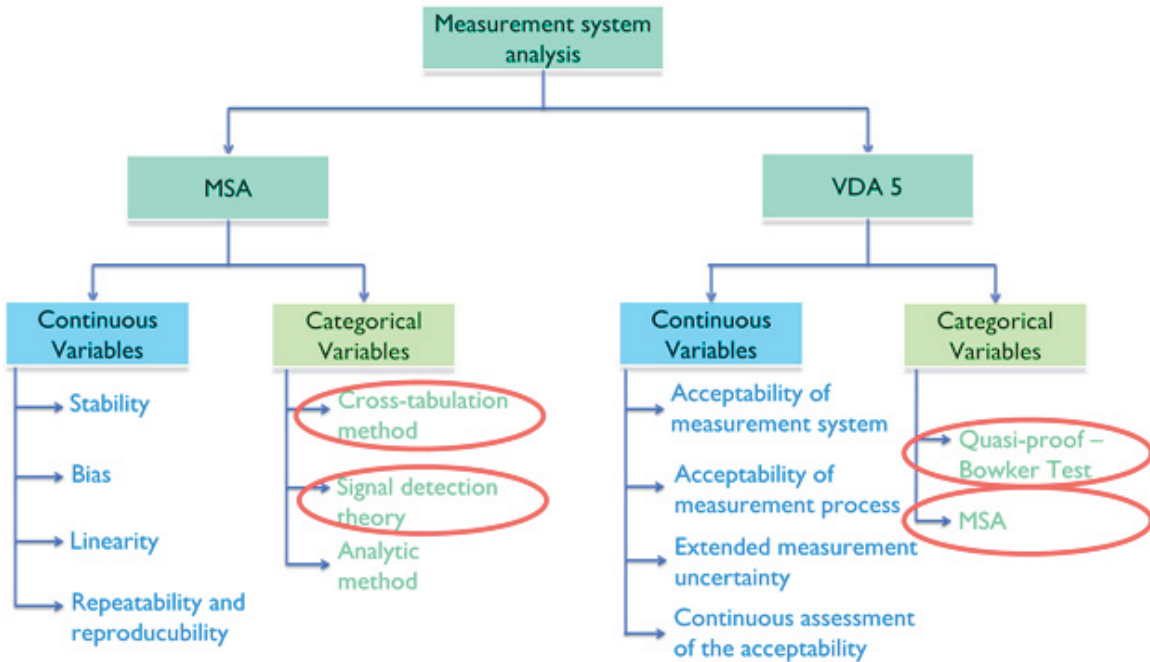 Measurement system
analysis
MSA
VDA 5
Continuous
Variables
Categorical
Variables
Continuous
Variables
Categorical
Variables
Stability
Bias
Linearity
Repeatability and
reproducubility
Cross-tabulation
method
Signal detection
theory
Analytic
method
Acceptability of
measurement system
Acceptability of
measurement process
Extended measurement
uncertainty
Continuous assessment
of the acceptability
Quasi-proof –
Bowker Test
MSA